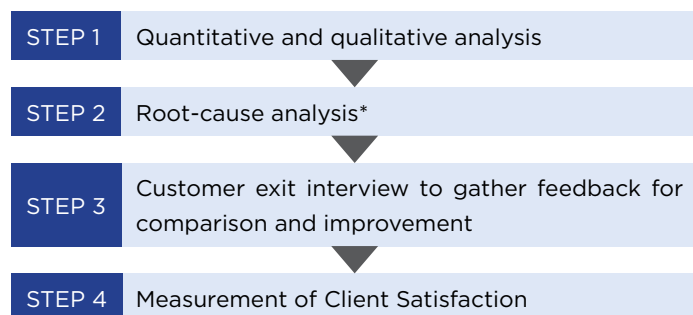 STEP 1 Quantitative and qualitative analysis
STEP 2 Root-cause analysis*
STEP 3 Customer exit interview to gather feedback for
comparison and improvement
STEP 4 Measurement of Client Satisfaction